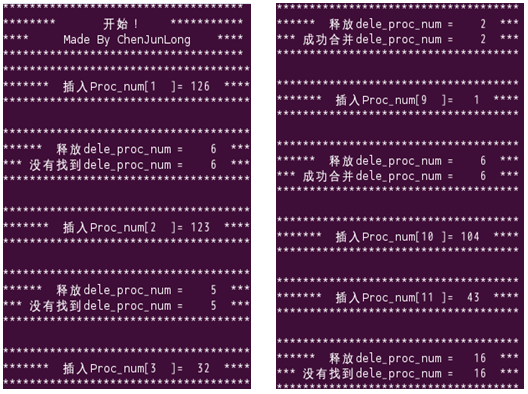 ************************************
********       开始！    ***********
****     Made By ChenJunLong    ****
************************************
************************************
*******  插入Proc_num[1  ]= 126  ****
************************************
************************************
******  释放dele_proc_num =    6  ***
*** 没有找到dele_proc_num =    6  ***
************************************
************************************
*******  插入Proc_num[2  ]= 123  ****
************************************
************************************
******  释放dele_proc_num =    5  ***
*** 没有找到dele_proc_num =    5  ***
************************************
************************************
*******  插入Proc_num[3  ]=  32  ****
************************************
************************************
******  释放dele_proc_num =    2  ***
*** 成功合并dele_proc_num =    2  ***
************************************
************************************
*******  插入Proc_num[9  ]=   1  ****
************************************
************************************
******  释放dele_proc_num =    6  ***
*** 成功合并dele_proc_num =    6  ***
************************************
************************************
*******  插入Proc_num[10 ]= 104  ****
************************************
************************************
*******  插入Proc_num[11 ]=  43  ****
************************************
************************************
******  释放dele_proc_num =   16  ***
*** 没有找到dele_proc_num =   16  ***
************************************